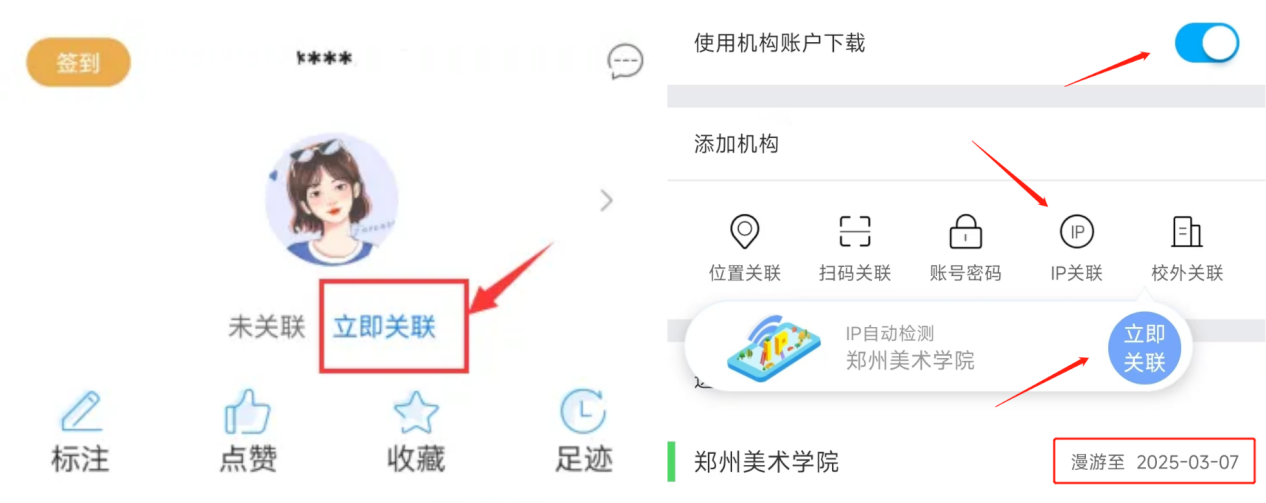 签到
****
未关联 立即关联
标注 点赞 收藏 足迹
使用机构账户下载
添加机构
IP
位置关联 扫码关联 账号密码 IP关联 校外关联
IP
IP自动检测
郑州美术学院
立即
关联
郑州美术学院 漫游至 2025-03-07